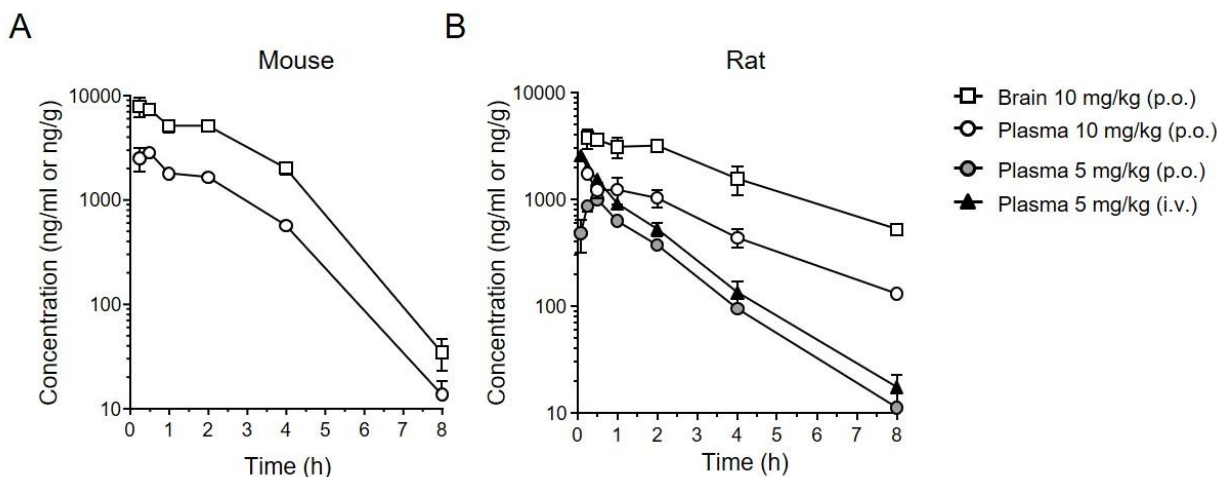 A
B
Mouse
Rat
Concentration (ng/ml or ng/g)
10000
1000
100
10
0 1 2 3 4 5 6 7 8
Time (h)
Concentration (ng/ml or ng/g)
10000
1000
100
10
0 1 2 3 4 5 6 7 8
Time (h)
Brain 10 mg/kg (p.o.)
Plasma 10 mg/kg (p.o.)
Plasma 5 mg/kg (p.o.)
Plasma 5 mg/kg (i.v.)